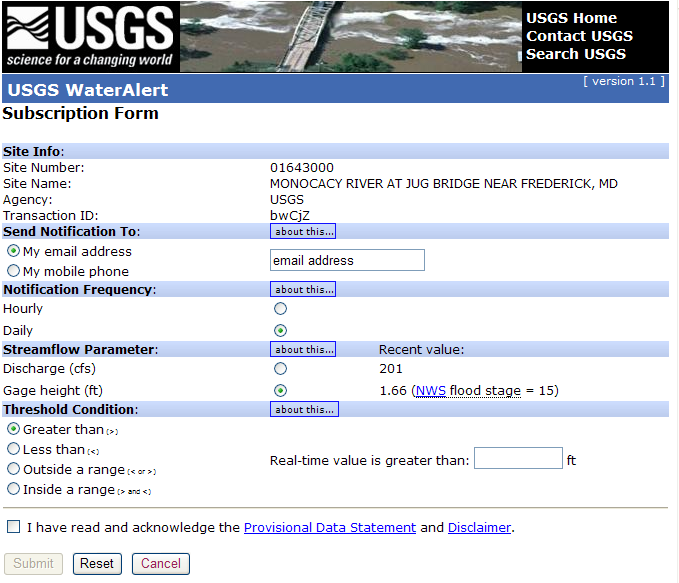 USGS
science for a changing world
USGS Home
Contact USGS
Search USGS
USGS WaterAlert
[ version 1.1 ]
Subscription Form
Site Info:
Site Number: 01643000
Site Name: MONOCACY RIVER AT JUG BRIDGE NEAR FREDERICK, MD
Agency: USGS
Transaction ID: bwCjZ
Send Notification To: about this...
My email address
email address
My mobile phone
Notification Frequency: about this...
Hourly
Daily
Streamflow Parameter: about this... Recent value:
Discharge (cfs) 201
Gage height (ft) 1.66 (NWS flood stage = 15)
Threshold Condition: about this...
Greater than (>)
Less than (<)
Real-time value is greater than: ft
Outside a range (< or >)
Inside a range (> and <)
I have read and acknowledge the Provisional Data Statement and Disclaimer.
Submit Reset Cancel